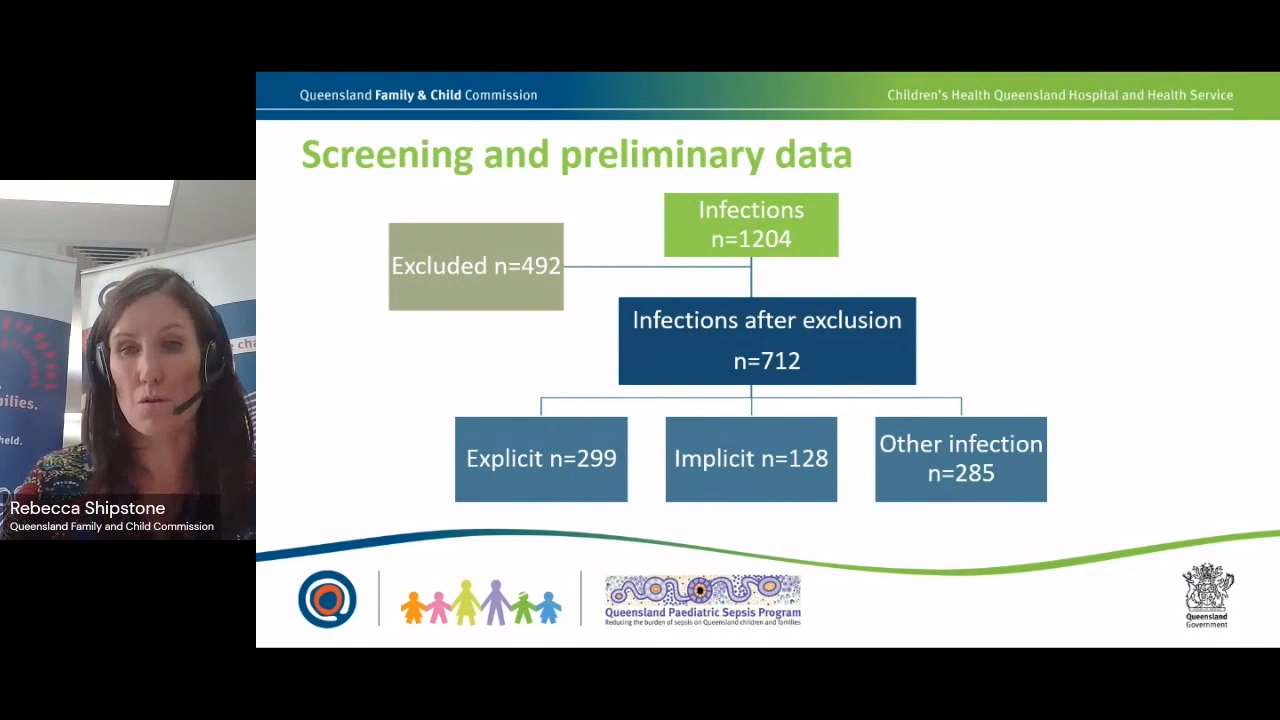 Queensland Family & Child Commission
Children's Health Queensland Hospital and Health Service
Screening and preliminary data
Infections
n=1204
Excluded n=492
Infections after exclusion
n=712
Explicit n=299
Implicit n=128
Other infection
n=285
milies.
held.
Rebecca Shipstone
Queensland Family and Child Commission
Queensland Paediatric Sepsis Program
Reducing the burden of sepsis on Queensland children and families
Queensland
Government